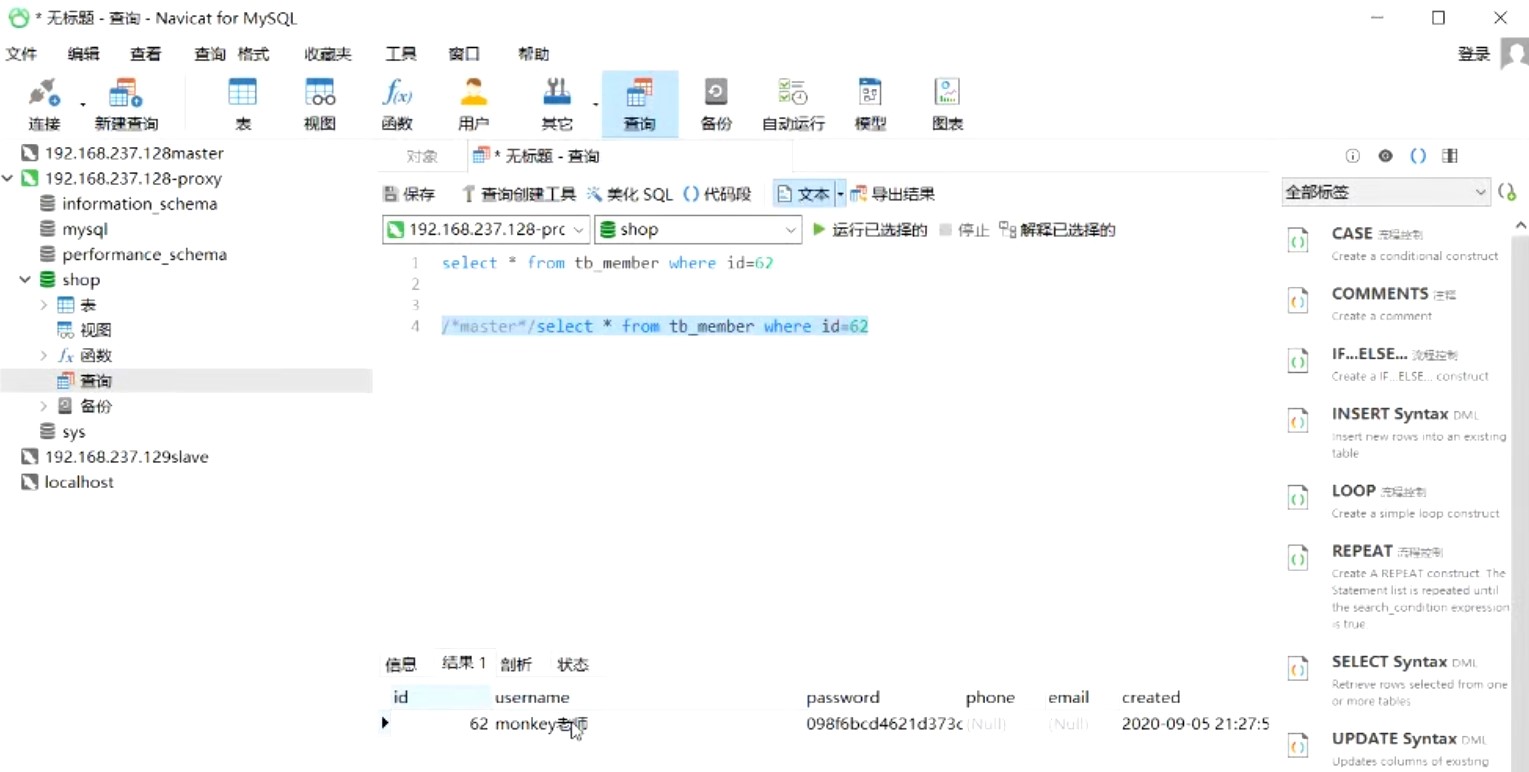 * 无标题 - 查询 - Navicat for MySQL
文件 编辑 查看 查询 格式 收藏夹 工具 窗口 帮助 登录
连接 新建查询 表 视图 函数 用户 其它 查询 备份 自动运行 模型 图表
192.168.237.128master
192.168.237.128-proxy
information_schema
mysql
performance_schema
shop
表
视图
函数
查询
备份
sys
192.168.237.129slave
localhost
对象 * 无标题 - 查询
保存 查询创建工具 美化 SQL 代码段 文本 导出结果
192.168.237.128-prc shop 运行已选择的 停止 解释已选择的
1 select * from tb_member where id=62
2
3
4 /*master*/select * from tb_member where id=62
信息 结果 1 剖析 状态
id username password phone email created
62 monkey老师 098f6bcd4621d373c (Null) (Null) 2020-09-05 21:27:5
全部标签
CASE 流程控制
Create a conditional construct
COMMENTS 注释
Create a comment
IF...ELSE... 流程控制
Create a IF...ELSE... construct
INSERT Syntax DML
Insert new rows into an existing
table
LOOP 流程控制
Create a simple loop construct
REPEAT 流程控制
Create A REPEAT construct. The
Statement list is repeated until
the search_condition expression
is true.
SELECT Syntax DML
Retrieve rows selected from one
or more tables
UPDATE Syntax DML
Updates columns of existing